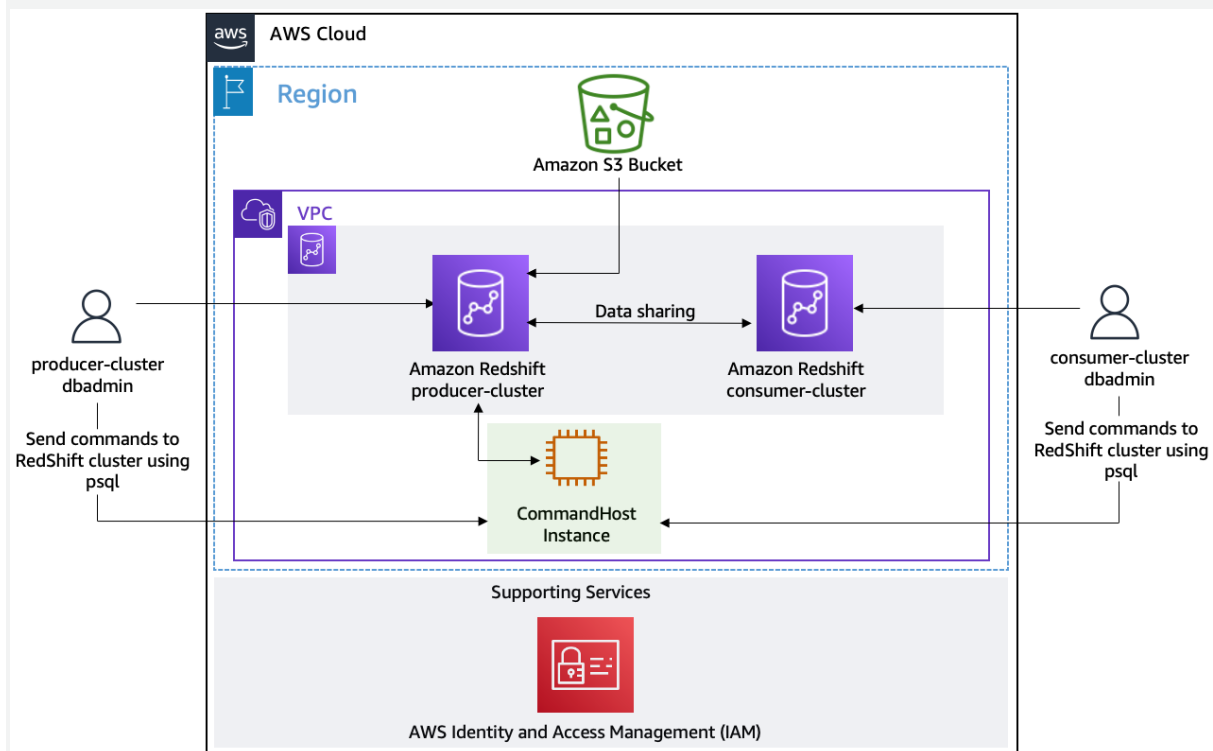 aws
AWS Cloud
Region
Amazon S3 Bucket
VPC
Data sharing
producer-cluster
dbadmin
Amazon Redshift
producer-cluster
Amazon Redshift
consumer-cluster
consumer-cluster
dbadmin
Send commands to
RedShift cluster using
psql
CommandHost
Instance
Send commands to
RedShift cluster using
psql
Supporting Services
AWS Identity and Access Management (IAM)